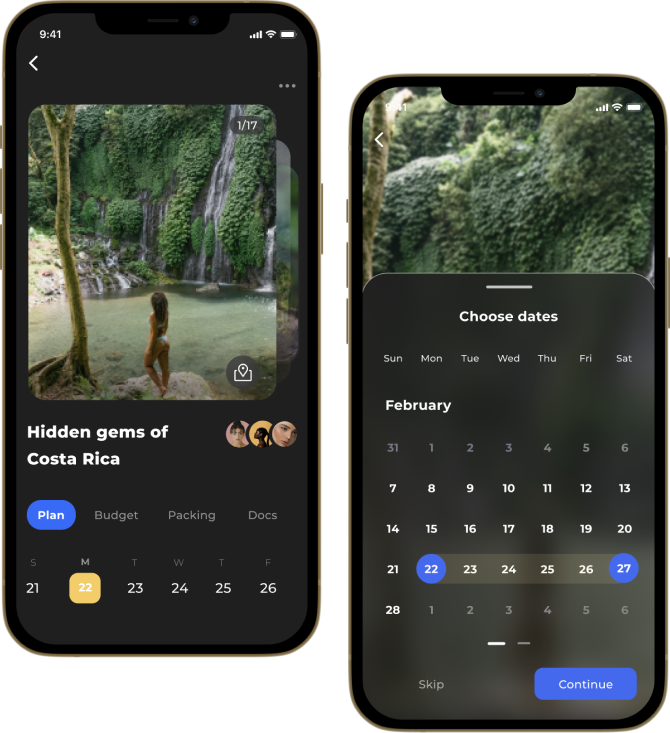 9:41
1/17
Hidden gems of
Costa Rica
Plan Budget Packing Docs
S M T W T F
21 22 23 24 25 26
9:41
Choose dates
Sun Mon Tue Wed Thu Fri Sat
February
31 1 2 3 4 5 6
7 8 9 10 11 12 13
14 15 16 17 18 19 20
21 22 23 24 25 26 27
28 1 2 3 4 5 6
Skip Continue